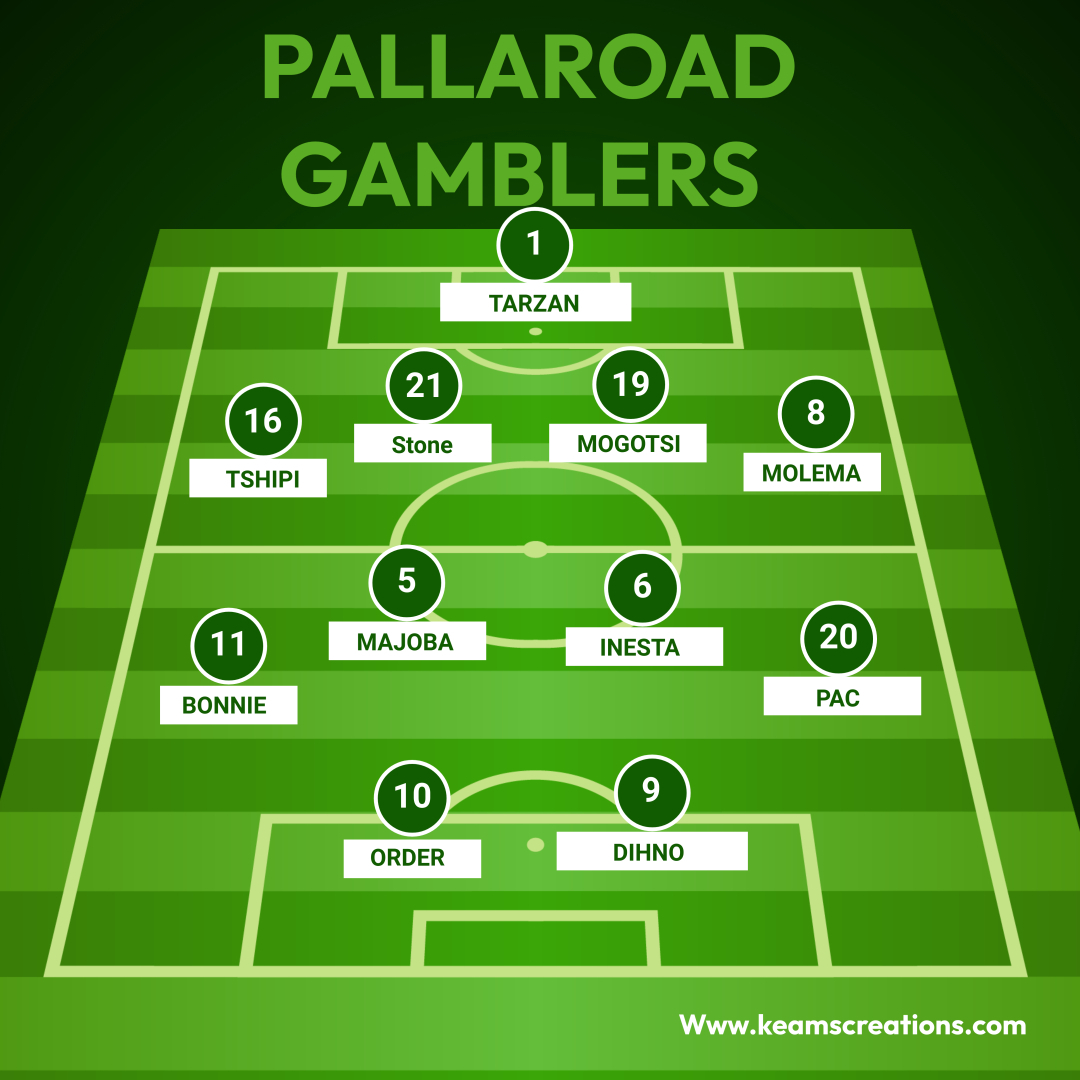 PALLAROAD
GAMBLERS
1
TARZAN
21
Stone
19
MOGOTSI
16
TSHIPI
8
MOLEMA
5
MAJOBA
6
INESTA
11
BONNIE
20
PAC
10
ORDER
9
DIHNO
Www.keamscreations.com